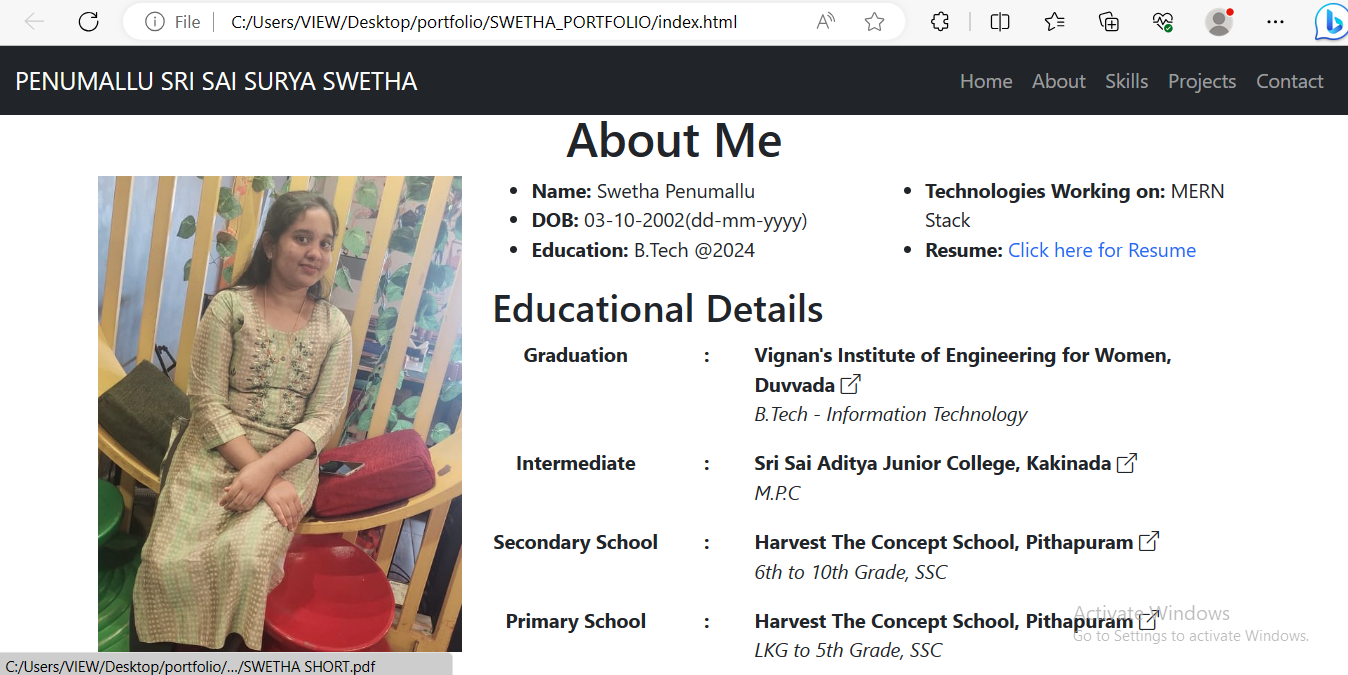 File
C:/Users/VIEW/Desktop/portfolio/SWETHA_PORTFOLIO/index.html
PENUMALLU SRI SAI SURYA SWETHA
Home About Skills Projects Contact
About Me
Name: Swetha Penumallu
DOB: 03-10-2002(dd-mm-yyyy)
Education: B.Tech @2024
Technologies Working on: MERN
Stack
Resume: Click here for Resume
Educational Details
Graduation : Vignan's Institute of Engineering for Women,
Duvvada
B.Tech - Information Technology
Intermediate : Sri Sai Aditya Junior College, Kakinada
M.P.C
Secondary School : Harvest The Concept School, Pithapuram
6th to 10th Grade, SSC
Primary School : Harvest The Concept School, Pithapuram
LKG to 5th Grade, SSC
Activate Windows
Go to Settings to activate Windows.
C:/Users/VIEW/Desktop/portfolio/.../SWETHA SHORT.pdf